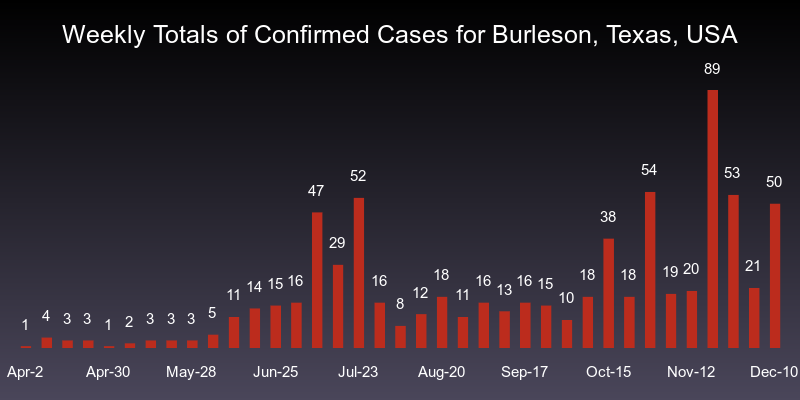 Weekly Totals of Confirmed Cases for Burleson, Texas, USA
1 4 3 3 1 2 3 3 3 5 11 14 15 16 47 29 52 16 8 12 18 11 16 13 16 15 10 18 38 18 54 19 20 89 53 21 50
Apr-2 Apr-30 May-28 Jun-25 Jul-23 Aug-20 Sep-17 Oct-15 Nov-12 Dec-10